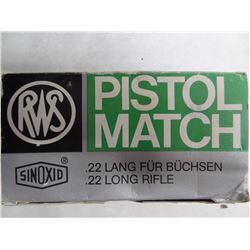 RWS
PISTOL
MATCH
SINOXID ®
.22 LANG FÜR BÜCHSEN
.22 LONG RIFLE